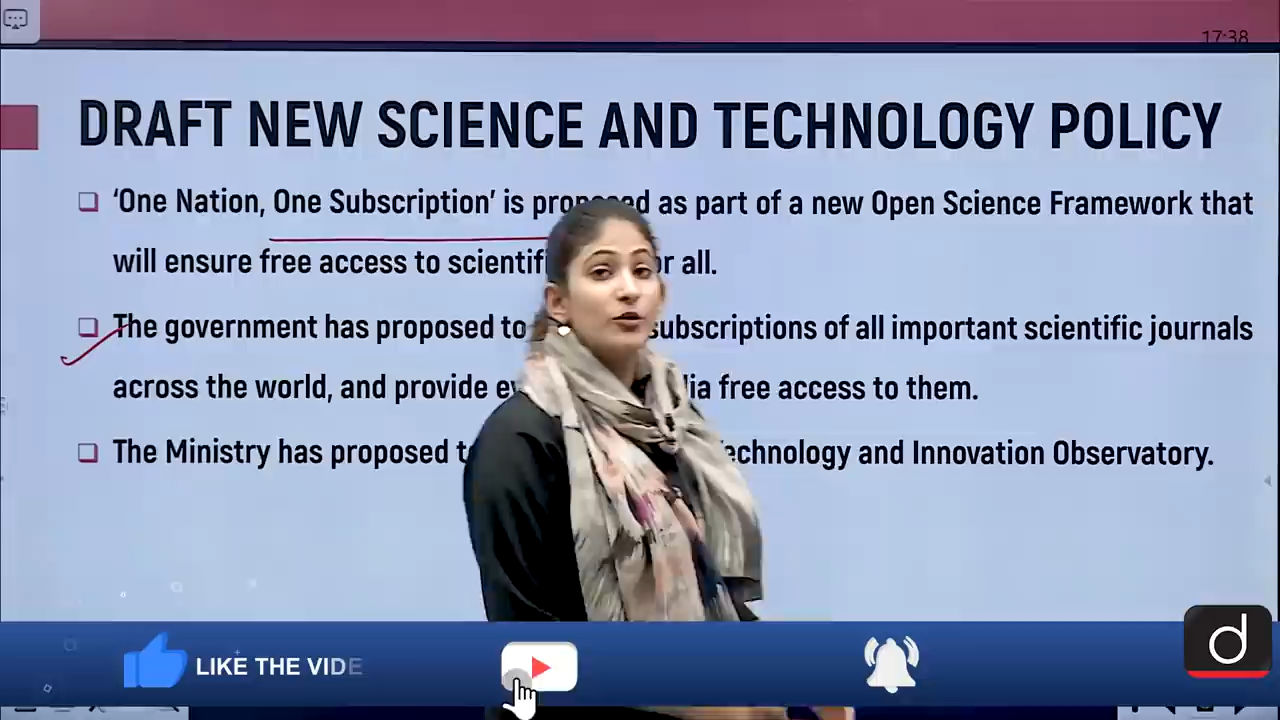 17:38
DRAFT NEW SCIENCE AND TECHNOLOGY POLICY
‘One Nation, One Subscription’ is proposed as part of a new Open Science Framework that
will ensure free access to scientifi or all.
The government has proposed to subscriptions of all important scientific journals
across the world, and provide ev ia free access to them.
The Ministry has proposed t echnology and Innovation Observatory.
LIKE THE VIDE
d